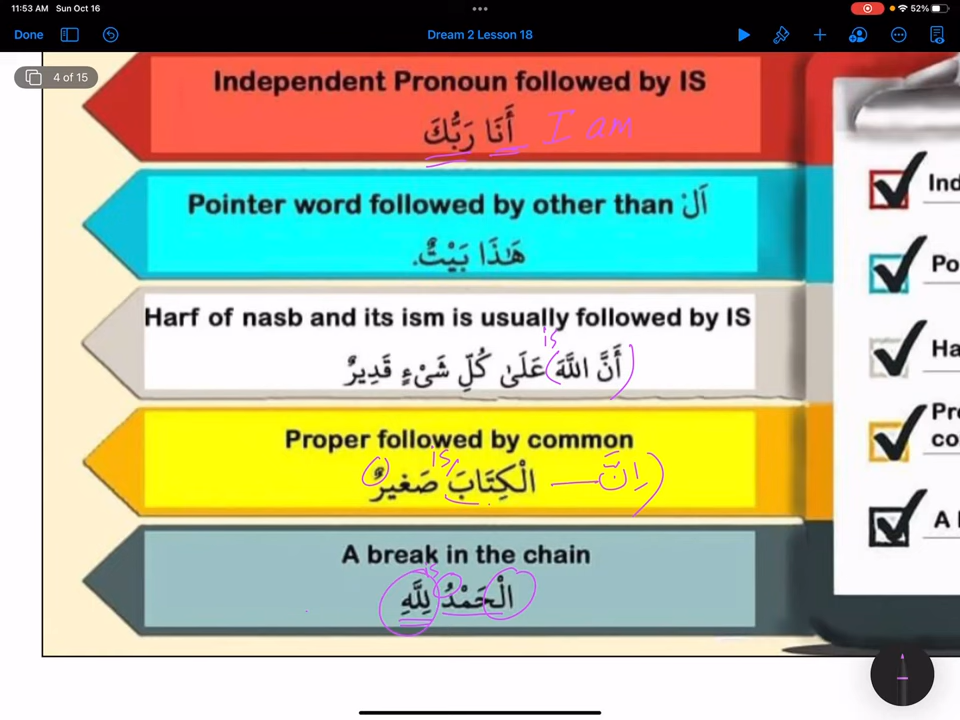 11:53 AM Sun Oct 16
52%
Done
Dream 2 Lesson 18
4 of 15
Independent Pronoun followed by IS
أَنَا رَبُّكَ I am
Pointer word followed by other than اَلْ
هَٰذَا بَيْتٌ.
Harf of nasb and its ism is usually followed by IS
is
أَنَّ اللَّهَ عَلَىٰ كُلِّ شَىْءٍ قَدِيرٌ
Proper followed by common
is
اِنَّ الْكِتَابَ صَغيرٌ
A break in the chain
is
الْحَمْدُ لِلَّهِ
Ind
Po
Ha
Pro
co
A